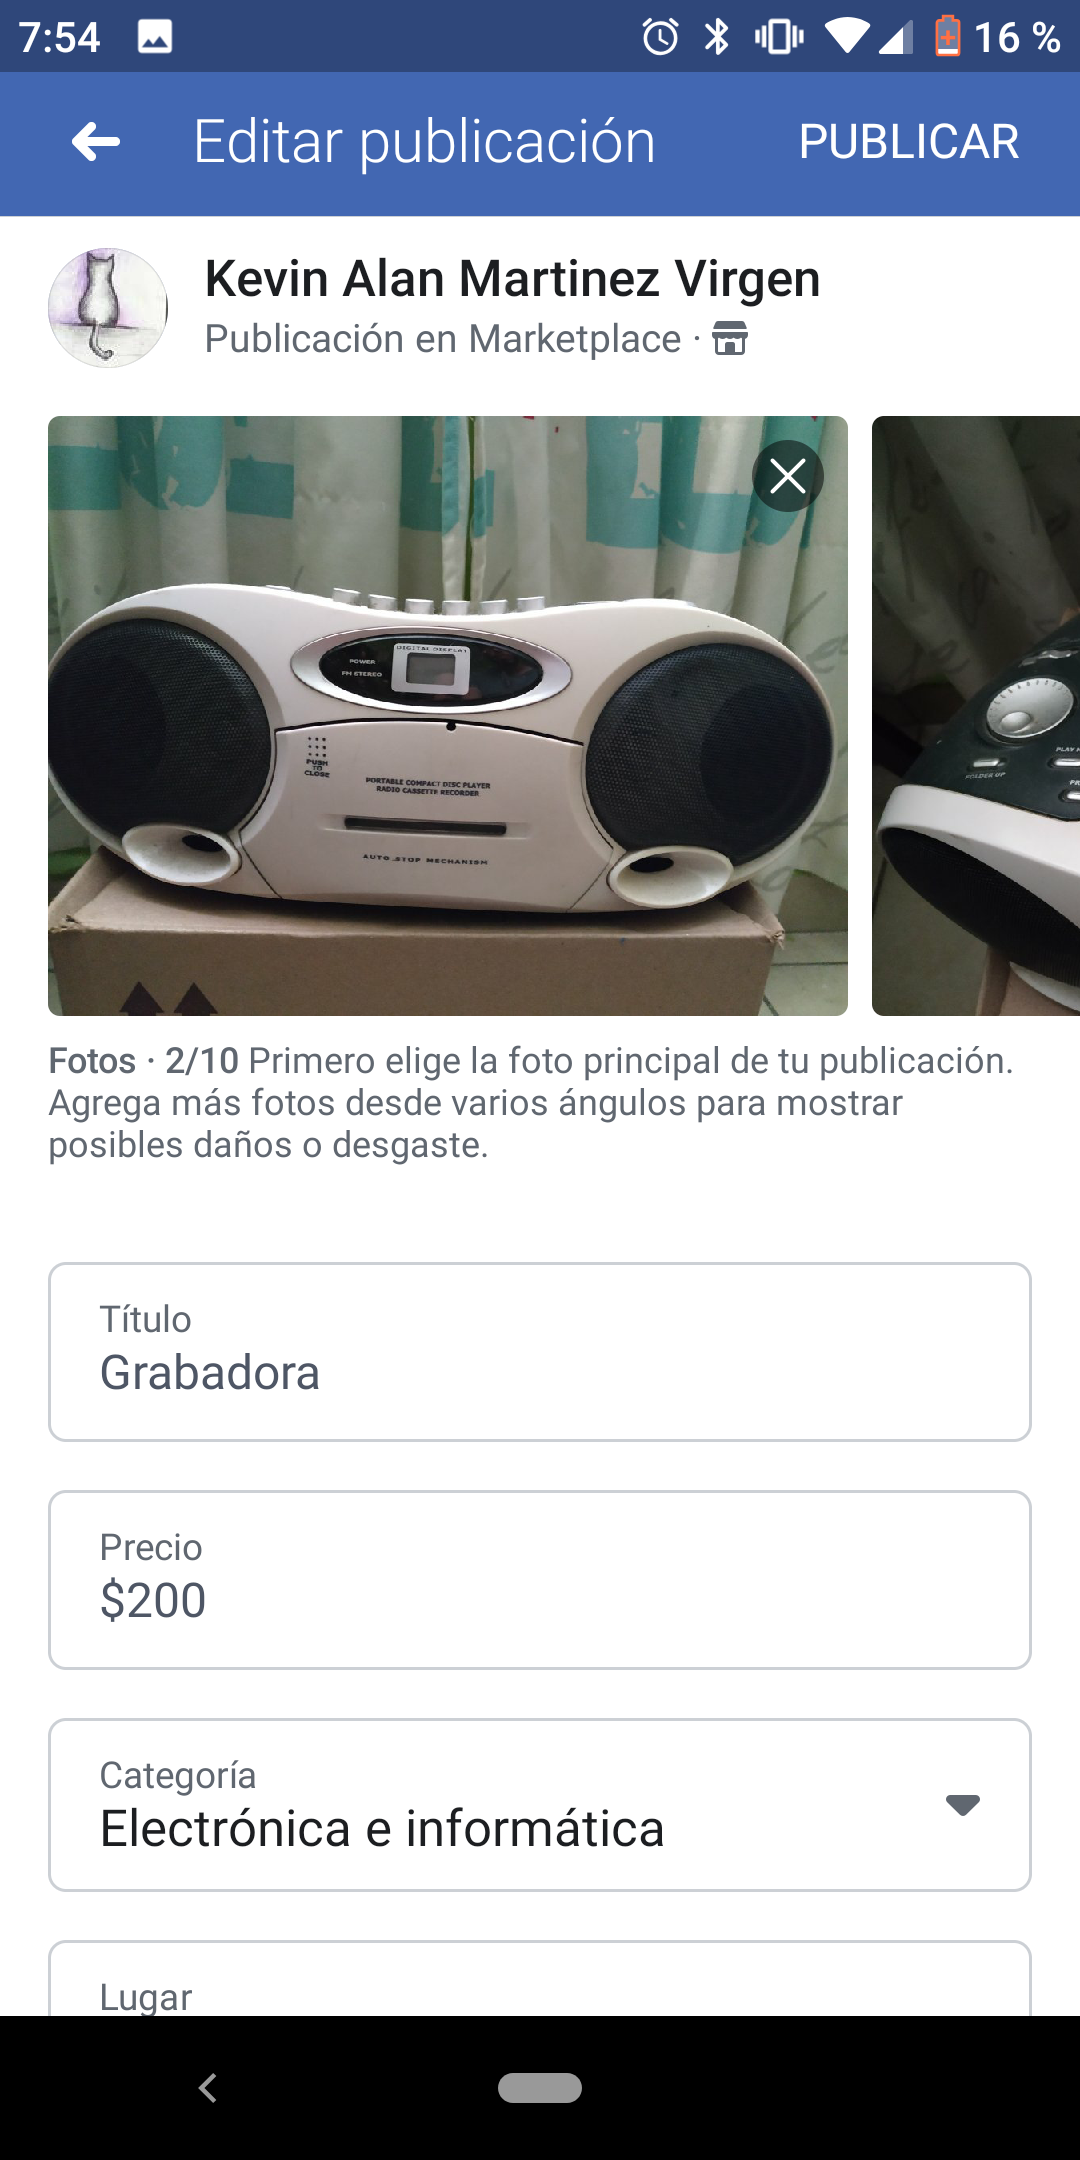 7:54
16 %
Editar publicación
PUBLICAR
Kevin Alan Martinez Virgen
Publicación en Marketplace ·
DIGITAL DISPLAY
POWER
FM STEREO
PUSH
TO
CLOSE
PORTABLE COMPACT DISC PLAYER
RADIO CASSETTE RECORDER
AUTO STOP MECHANISM
Fotos · 2/10 Primero elige la foto principal de tu publicación.
Agrega más fotos desde varios ángulos para mostrar
posibles daños o desgaste.
Título
Grabadora
Precio
$200
Categoría
Electrónica e informática
Lugar